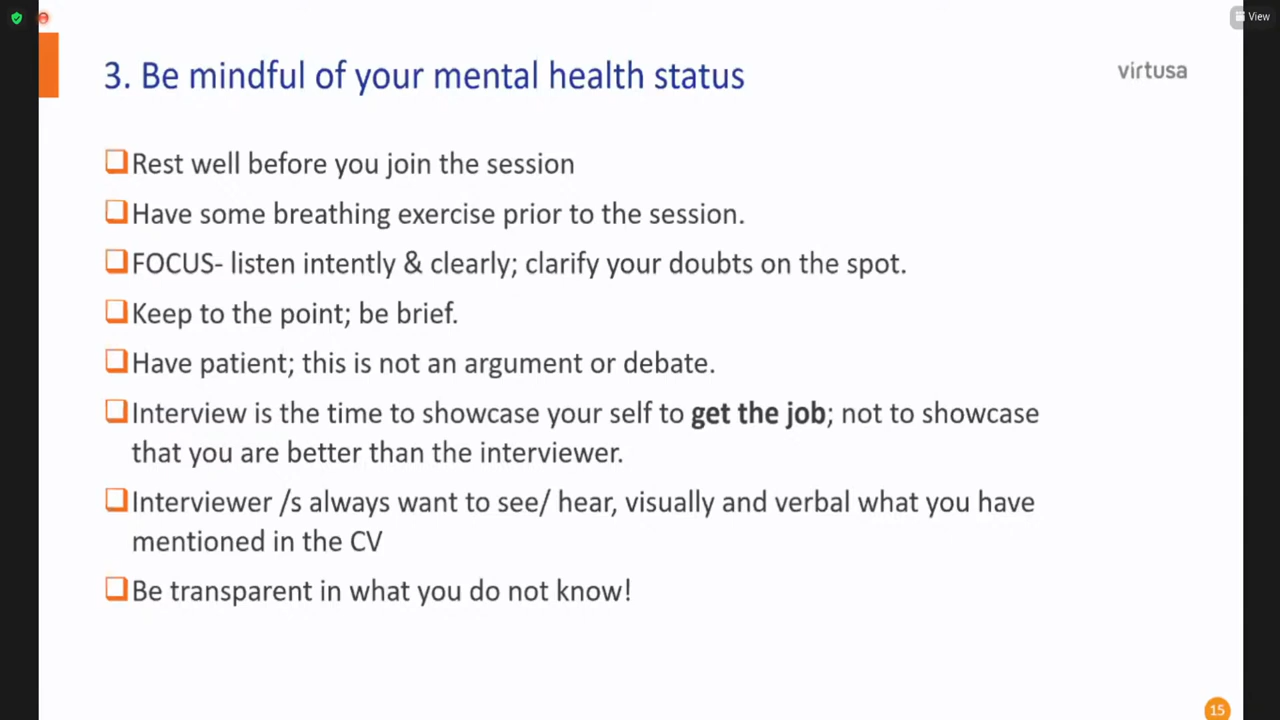 View
3. Be mindful of your mental health status
virtusa
Rest well before you join the session
Have some breathing exercise prior to the session.
FOCUS- listen intently & clearly; clarify your doubts on the spot.
Keep to the point; be brief.
Have patient; this is not an argument or debate.
Interview is the time to showcase your self to get the job; not to showcase
that you are better than the interviewer.
Interviewer /s always want to see/ hear, visually and verbal what you have
mentioned in the CV
Be transparent in what you do not know!
15